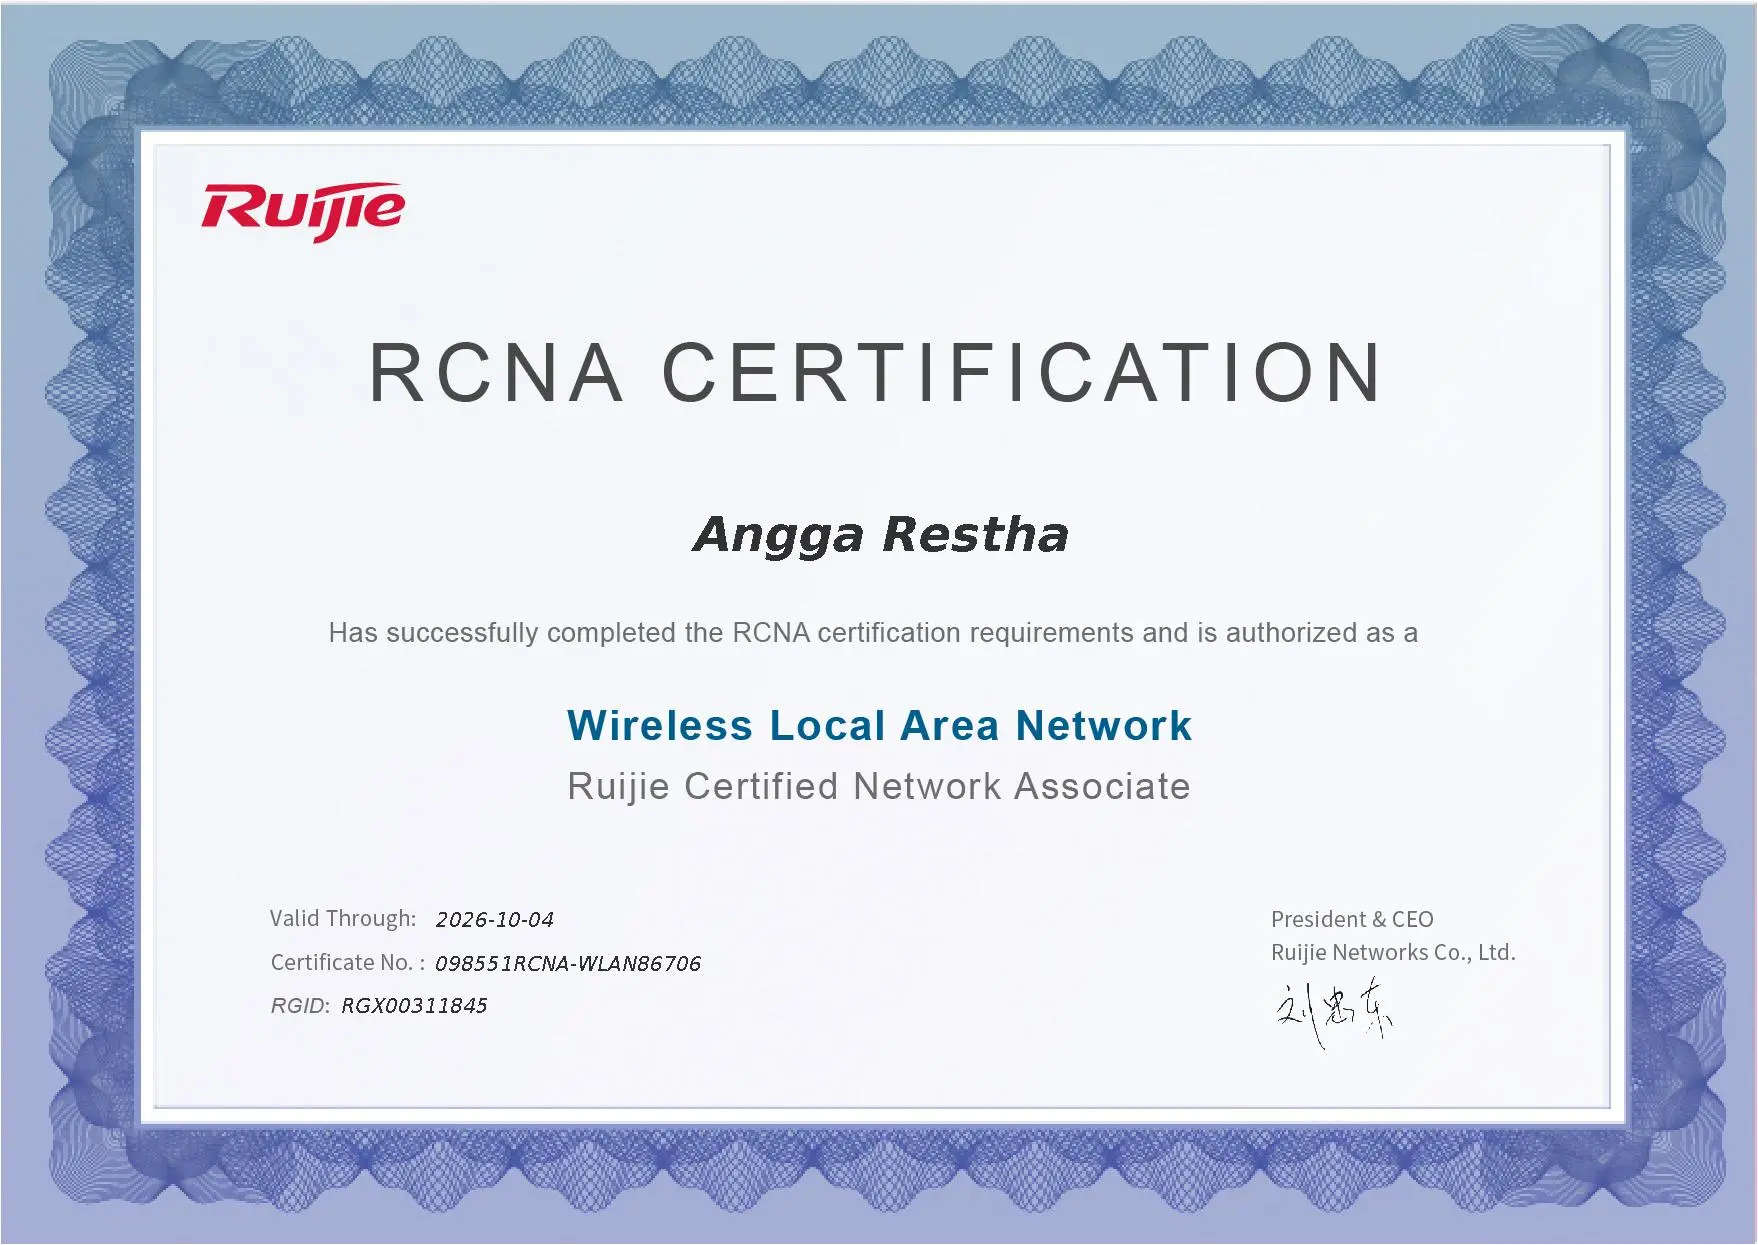 Ruijie
RCNA CERTIFICATION
Angga Restha
Has successfully completed the RCNA certification requirements and is authorized as a
Wireless Local Area Network
Ruijie Certified Network Associate
Valid Through: 2026-10-04
Certificate No. : 098551RCNA-WLAN86706
RGID: RGX00311845
President & CEO
Ruijie Networks Co., Ltd.
刘忠东